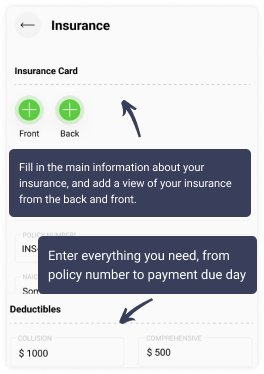 Insurance
Insurance Card
Front
Back
Fill in the main information about your
insurance, and add a view of your insurance
from the back and front.
POLICY NUMBER
INS-
Enter everything you need, from
policy number to payment due day
NAIC
Som
Deductibles
COLLISION
COMPREHENSIVE
$ 1000
$ 500